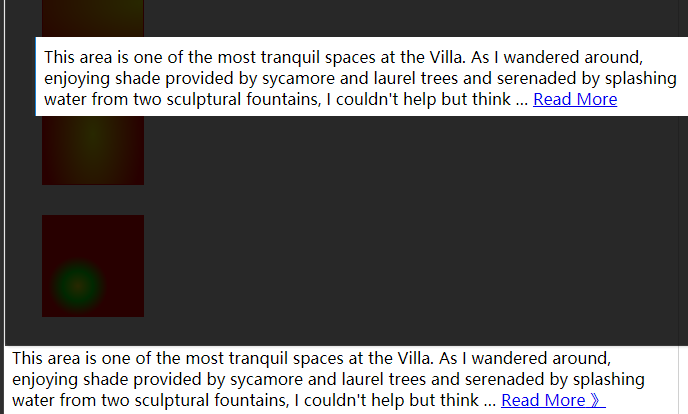 This area is one of the most tranquil spaces at the Villa. As I wandered around,
enjoying shade provided by sycamore and laurel trees and serenaded by splashing
water from two sculptural fountains, I couldn't help but think ... Read More
This area is one of the most tranquil spaces at the Villa. As I wandered around,
enjoying shade provided by sycamore and laurel trees and serenaded by splashing
water from two sculptural fountains, I couldn't help but think ... Read More 》